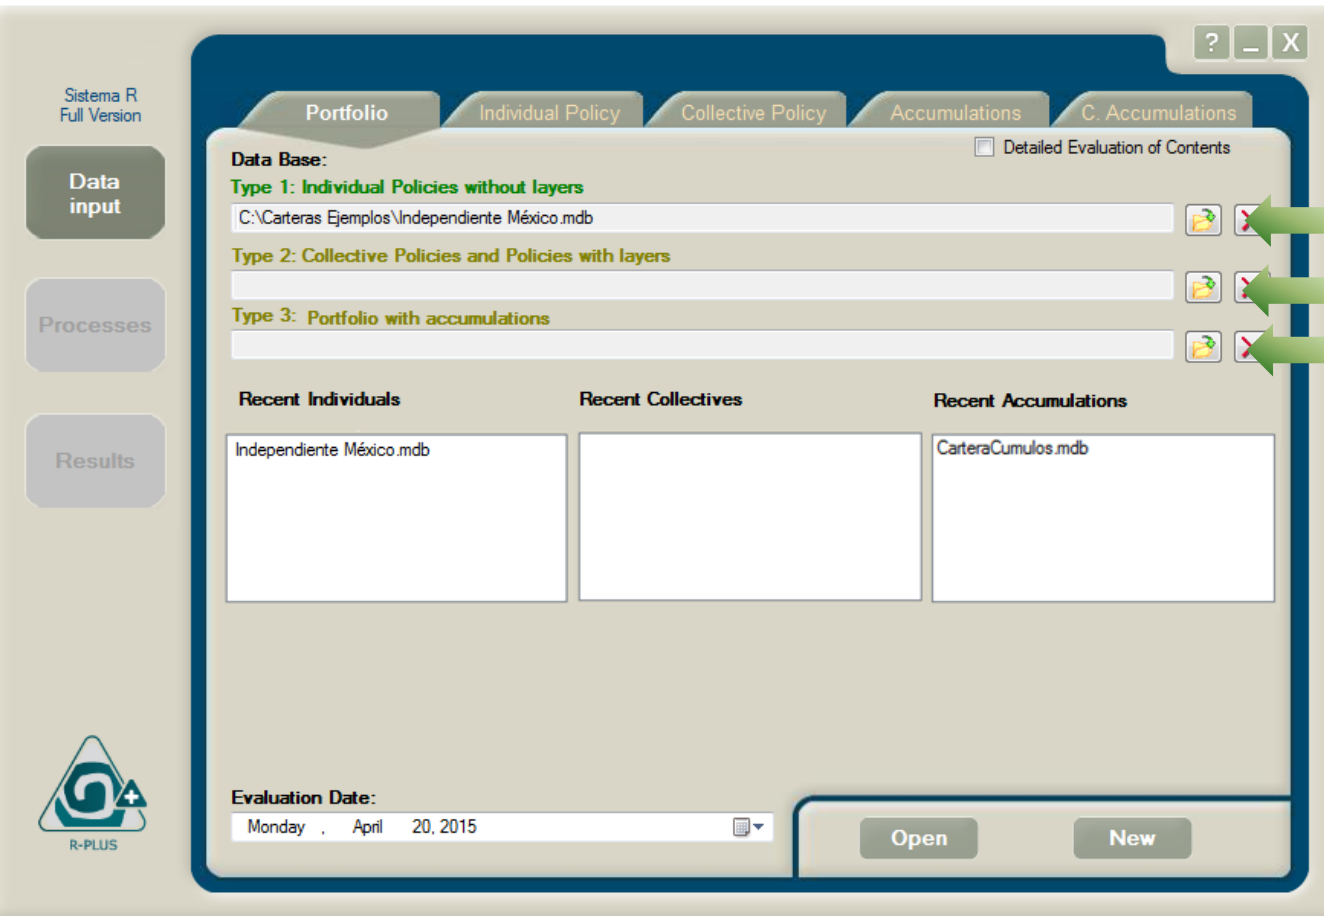 ? _ X
Sistema R
Full Version
Portfolio Individual Policy Collective Policy Accumulations C. Accumulations
Detailed Evaluation of Contents
Data Base:
Data
input
Type 1: Individual Policies without layers
C:\Carteras Ejemplos\Independiente México.mdb
Type 2: Collective Policies and Policies with layers
Processes
Type 3: Portfolio with accumulations
Recent Individuals Recent Collectives Recent Accumulations
Independiente México.mdb CarteraCumulos.mdb
Results
Evaluation Date:
Monday , April 20, 2015
Open New
R-PLUS